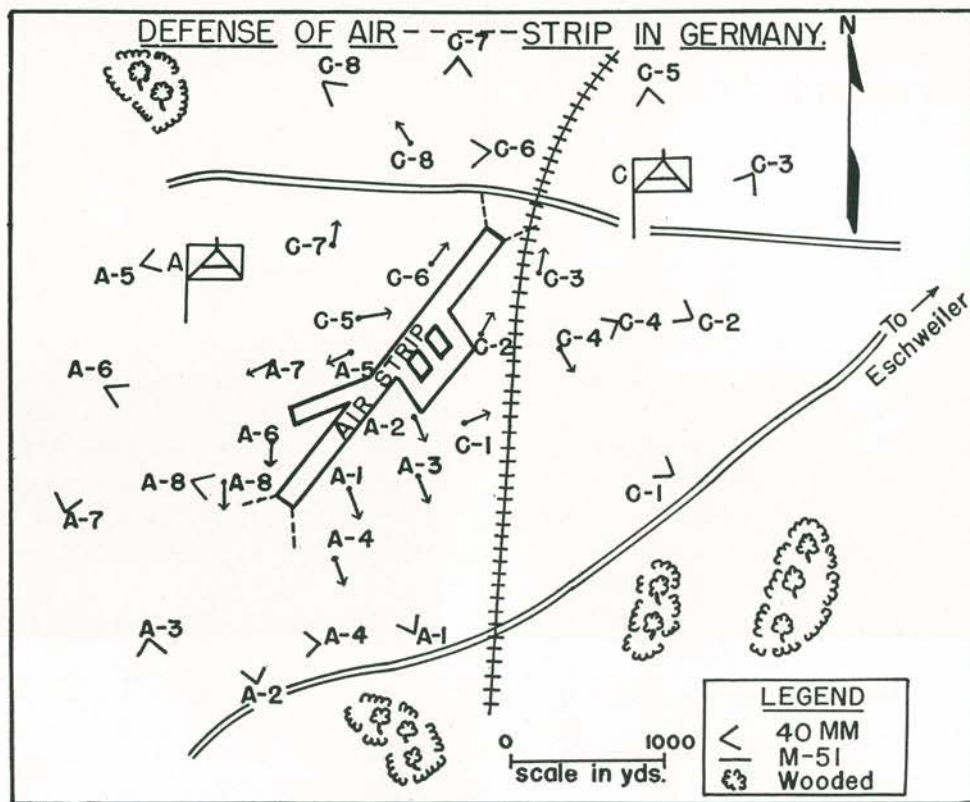 DEFENSE OF AIR----STRIP IN GERMANY.
N
C-7
C-8
C-5
C-8
C-6
C
C-3
A-5
A
C-7
C-6
C-3
C-5
C-2
C-4
C-4
C-2
To Eschweiler
A-6
A-7
A-5
AIR STRIP
A-2
C-1
A-6
A-3
A-8
A-8
A-1
C-1
A-7
A-4
A-3
A-4
A-1
A-2
0 1000
scale in yds.
LEGEND
40 MM
M-51
Wooded